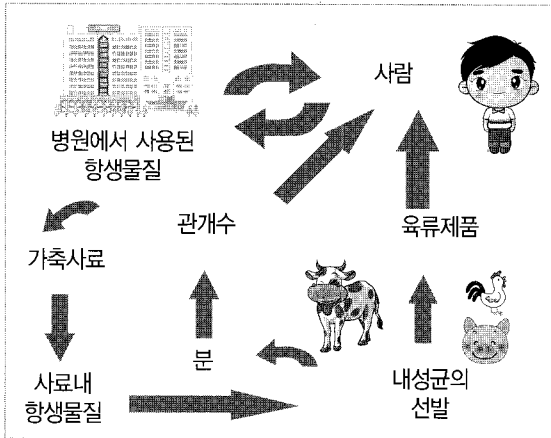 사람
병원에서 사용된
항생물질
관개수
육류제품
가축사료
분
사료내
항생물질
내성균의
선발